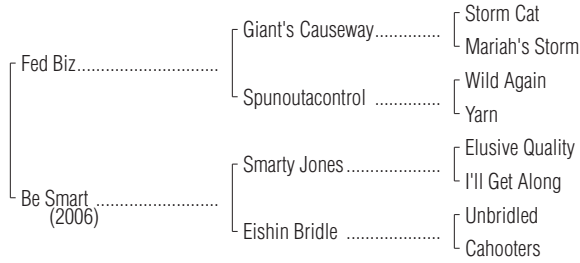 Storm Cat
Giant's Causeway..............
Mariah's Storm
Fed Biz..............................
Wild Again
Spunoutacontrol ..............
Yarn
Elusive Quality
Smarty Jones....................
I'll Get Along
Be Smart ..........................
(2006)
Unbridled
Eishin Bridle ....................
Cahooters